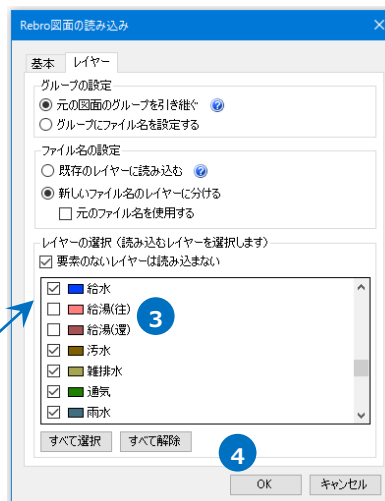 Rebro図面の読み込み
基本 レイヤー
グループの設定
元の図面のグループを引き継ぐ ?
グループにファイル名を設定する
ファイル名の設定
既存のレイヤーに読み込む ?
新しいファイル名のレイヤーに分ける
元のファイル名を使用する
レイヤーの選択（読み込むレイヤーを選択します）
要素のないレイヤーは読み込まない
給水
給湯(往)
3
給湯(還)
汚水
雑排水
通気
雨水
すべて選択 すべて解除
4
OK キャンセル